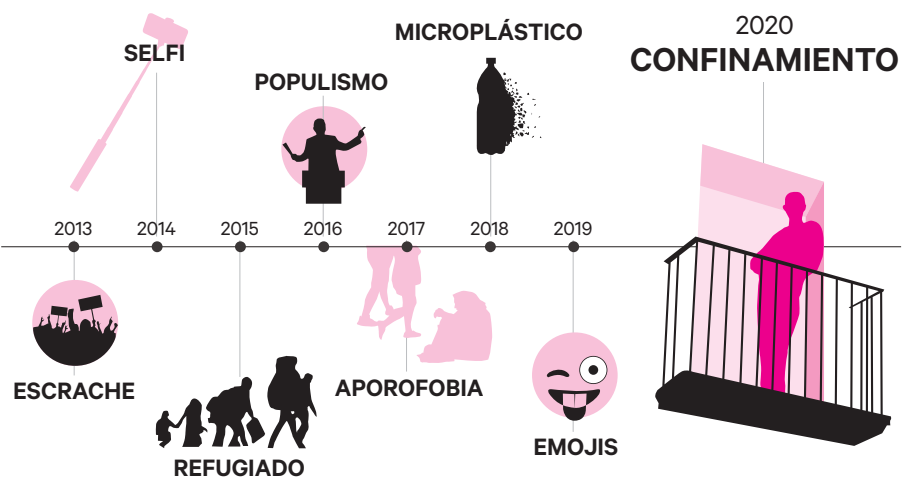 2020
CONFINAMIENTO
MICROPLÁSTICO
SELFI
POPULISMO
2013
2014
2015
2016
2017
2018
2019
ESCRACHE
APOROFOBIA
EMOJIS
REFUGIADO